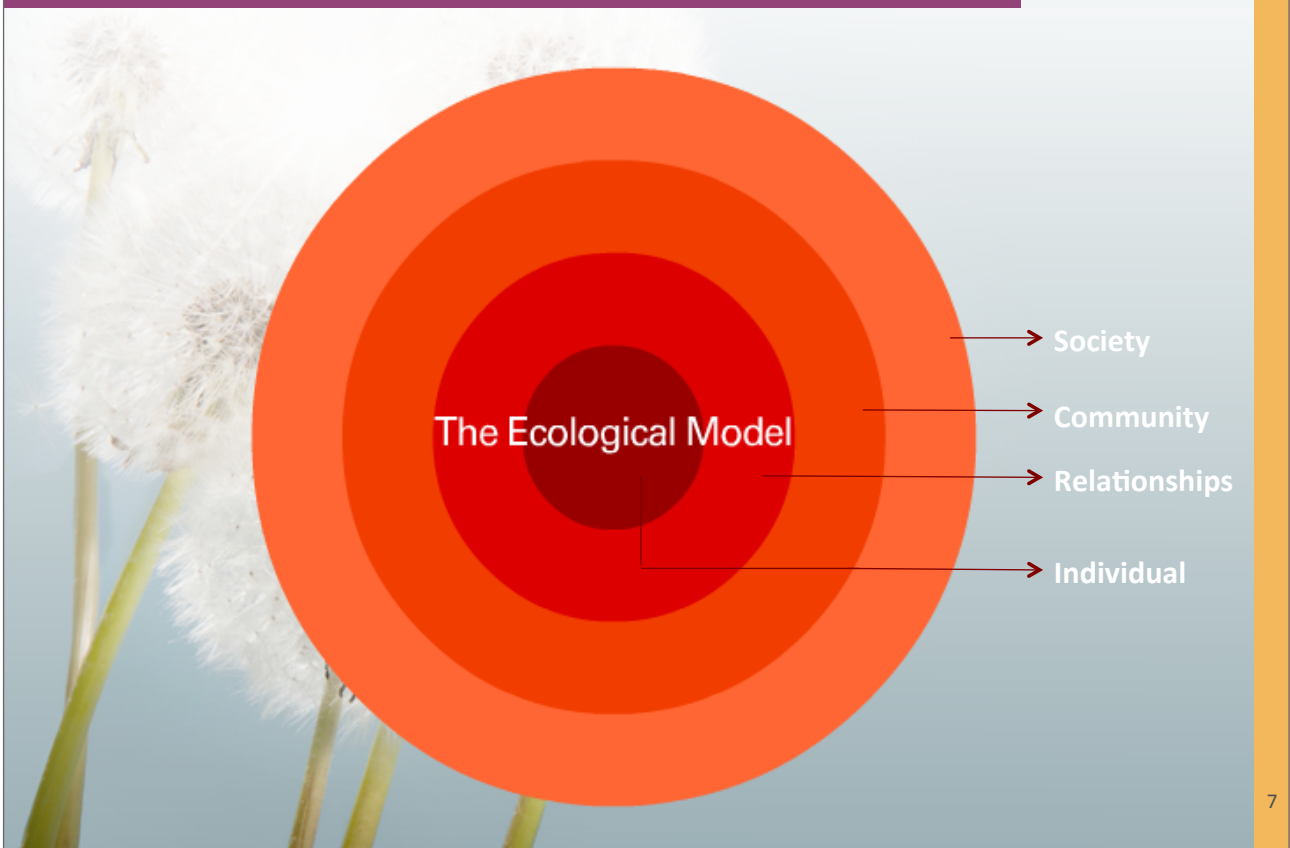 The Ecological Model
Society
Community
Relationships
Individual
7